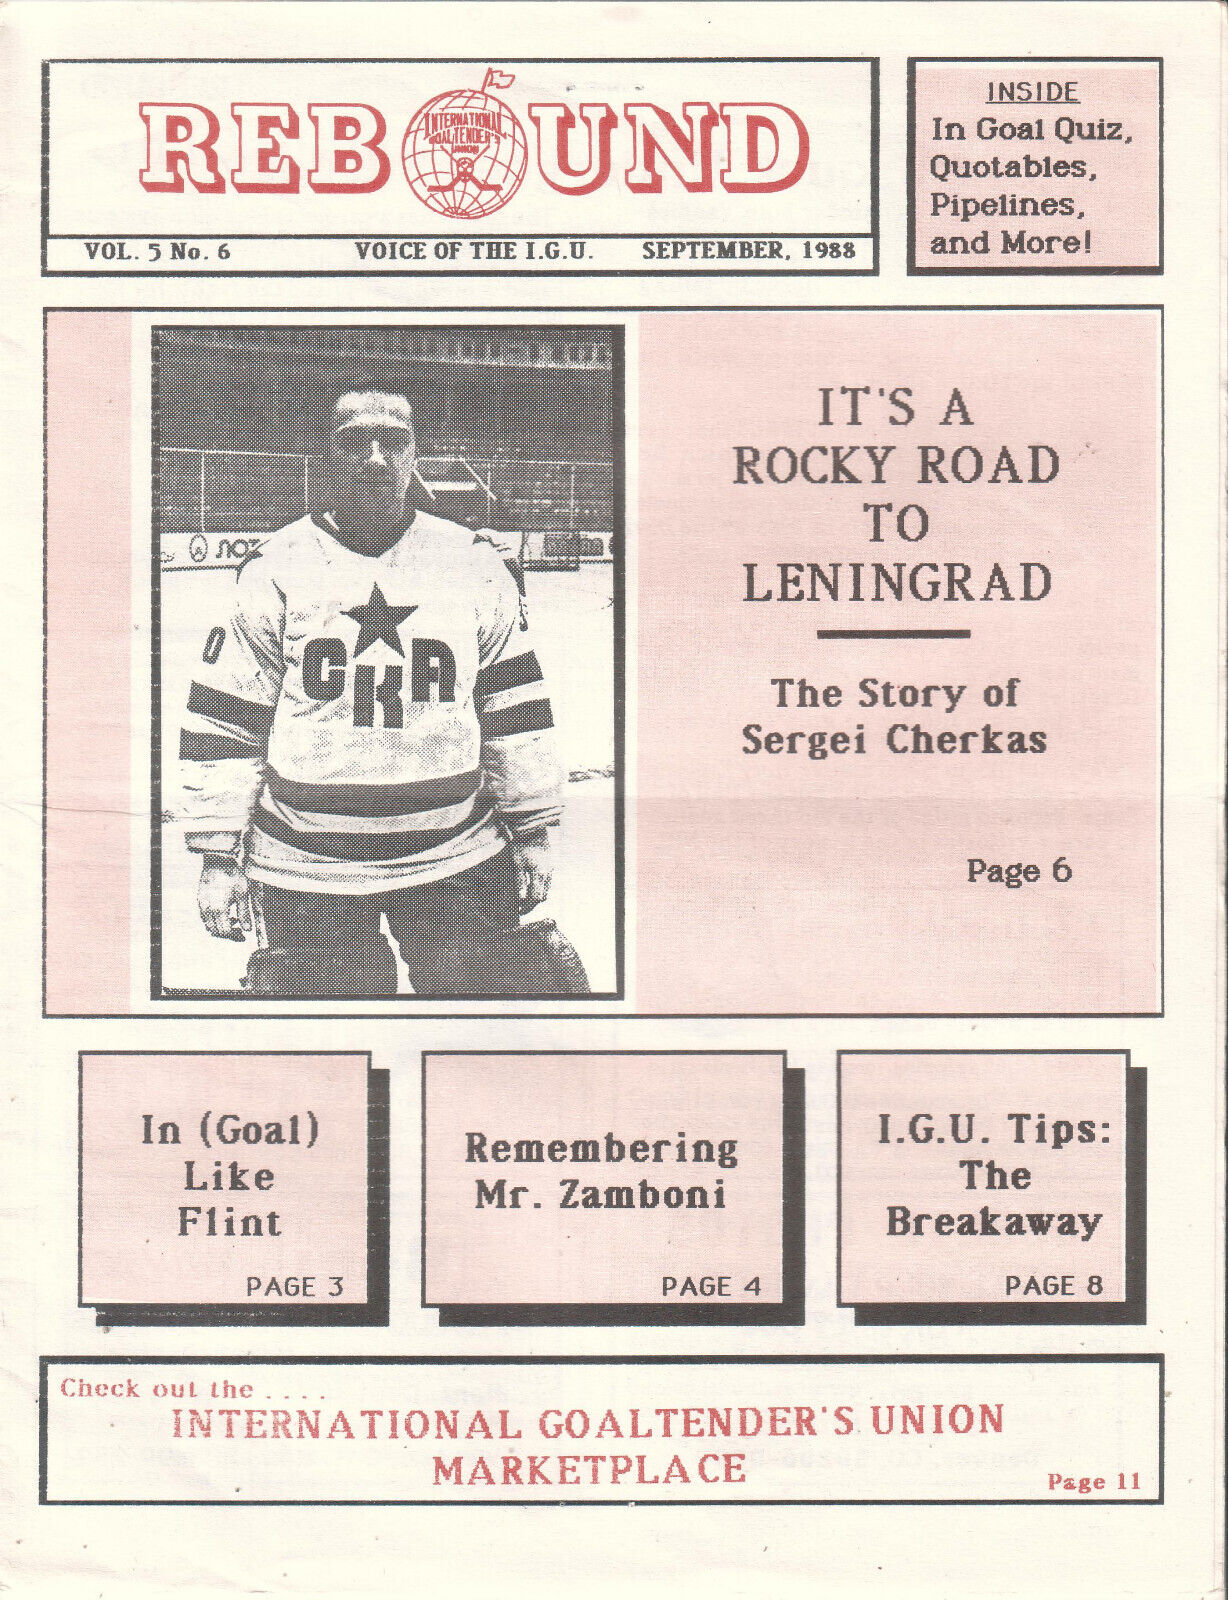 REBOUND
INTERNATIONAL
GOALTENDER'S
UNION
VOL. 5 No. 6 VOICE OF THE I.G.U. SEPTEMBER, 1988
INSIDE
In Goal Quiz,
Quotables,
Pipelines,
and More!
0
СКА
IT'S A
ROCKY ROAD
TO
LENINGRAD
The Story of
Sergei Cherkas
Page 6
In (Goal)
Like
Flint
PAGE 3
Remembering
Mr. Zamboni
PAGE 4
I.G.U. Tips:
The
Breakaway
PAGE 8
Check out the . . . .
INTERNATIONAL GOALTENDER'S UNION
MARKETPLACE
Page 11